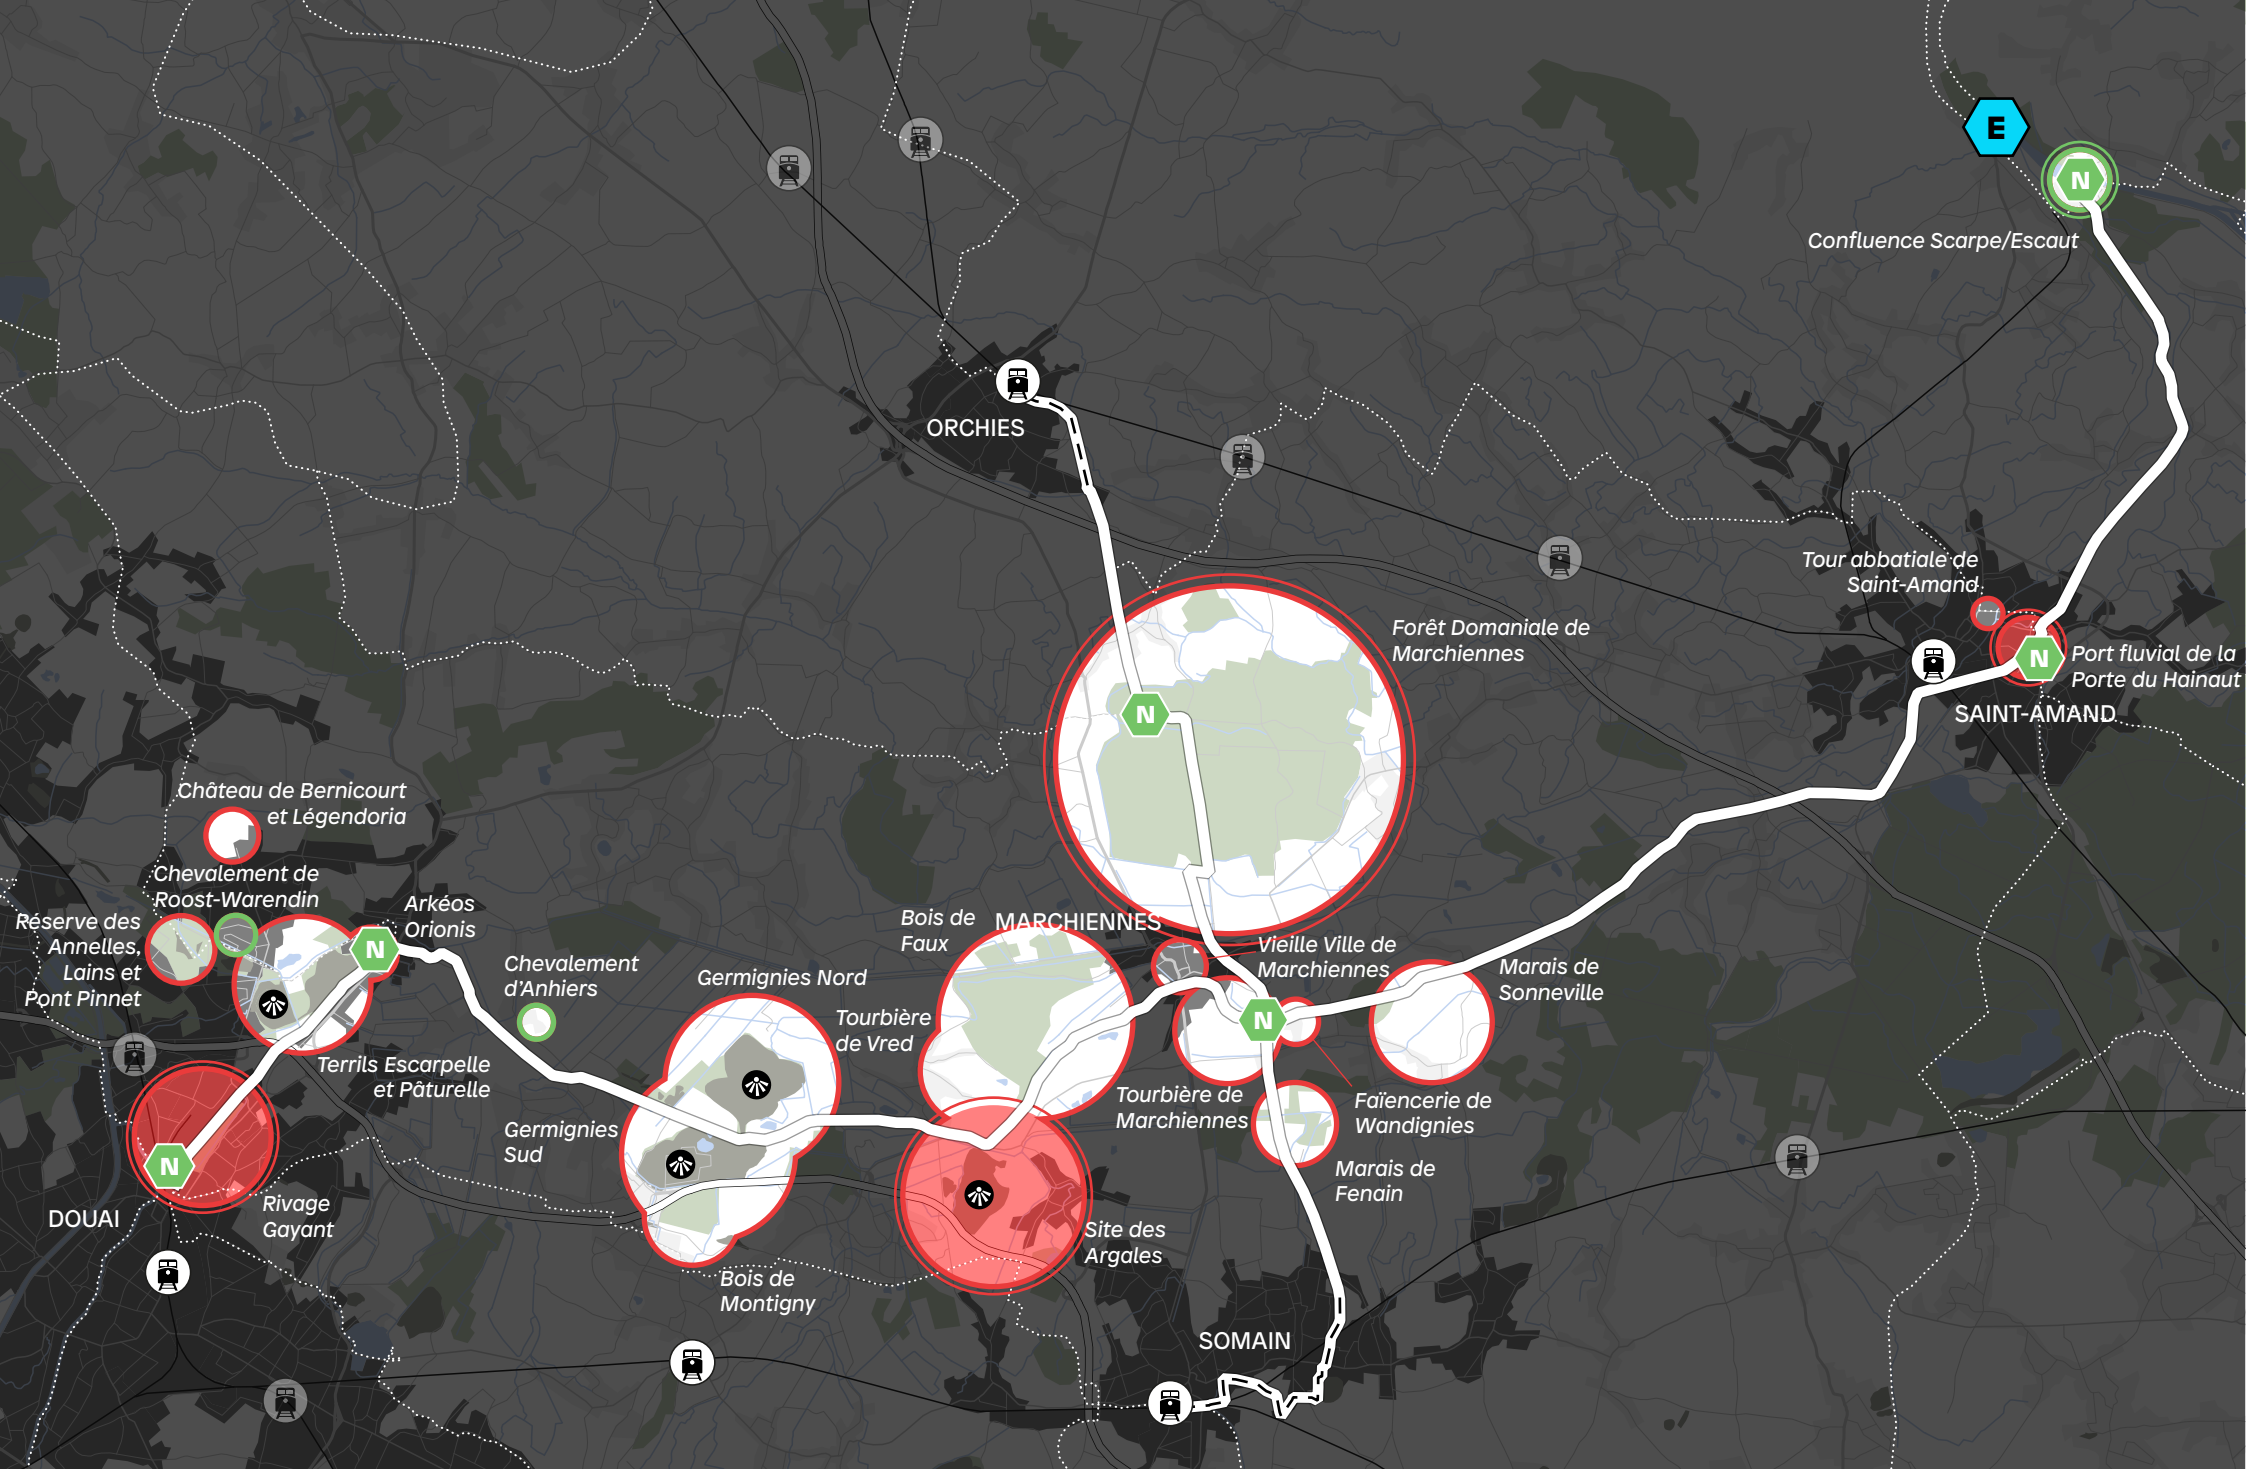 E
N
Confluence Scarpe/Escaut
ORCHIES
Tour abbatiale de
Saint-Amand
Forêt Domaniale de
Marchiennes
N
Port fluvial de la
Porte du Hainaut
SAINT-AMAND
N
Château de Bernicourt
et Légendoria
Chevalement de
Roost-Warendin
Réserve des
Annelles,
Lains et
Pont Pinnet
Arkéos
Orionis
N
Bois de
Faux
MARCHIENNES
Vieille Ville de
Marchiennes
Chevalement
d'Anhiers
Germignies Nord
Marais de
Sonneville
Tourbière
de Vred
N
Terrils Escarpelle
et Pâturelle
Tourbière de
Marchiennes
Faïencerie de
Wandignies
Germignies
Sud
N
Marais de
Fenain
DOUAI
Rivage
Gayant
Site des
Argales
Bois de
Montigny
SOMAIN